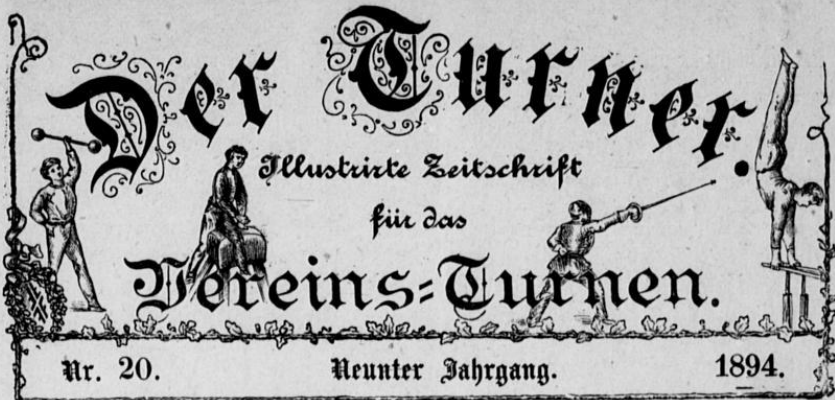 Der Turner.
Illustrirte Zeitschrift
für das
Vereins=Turnen.
Nr. 20. Neunter Jahrgang. 1894.